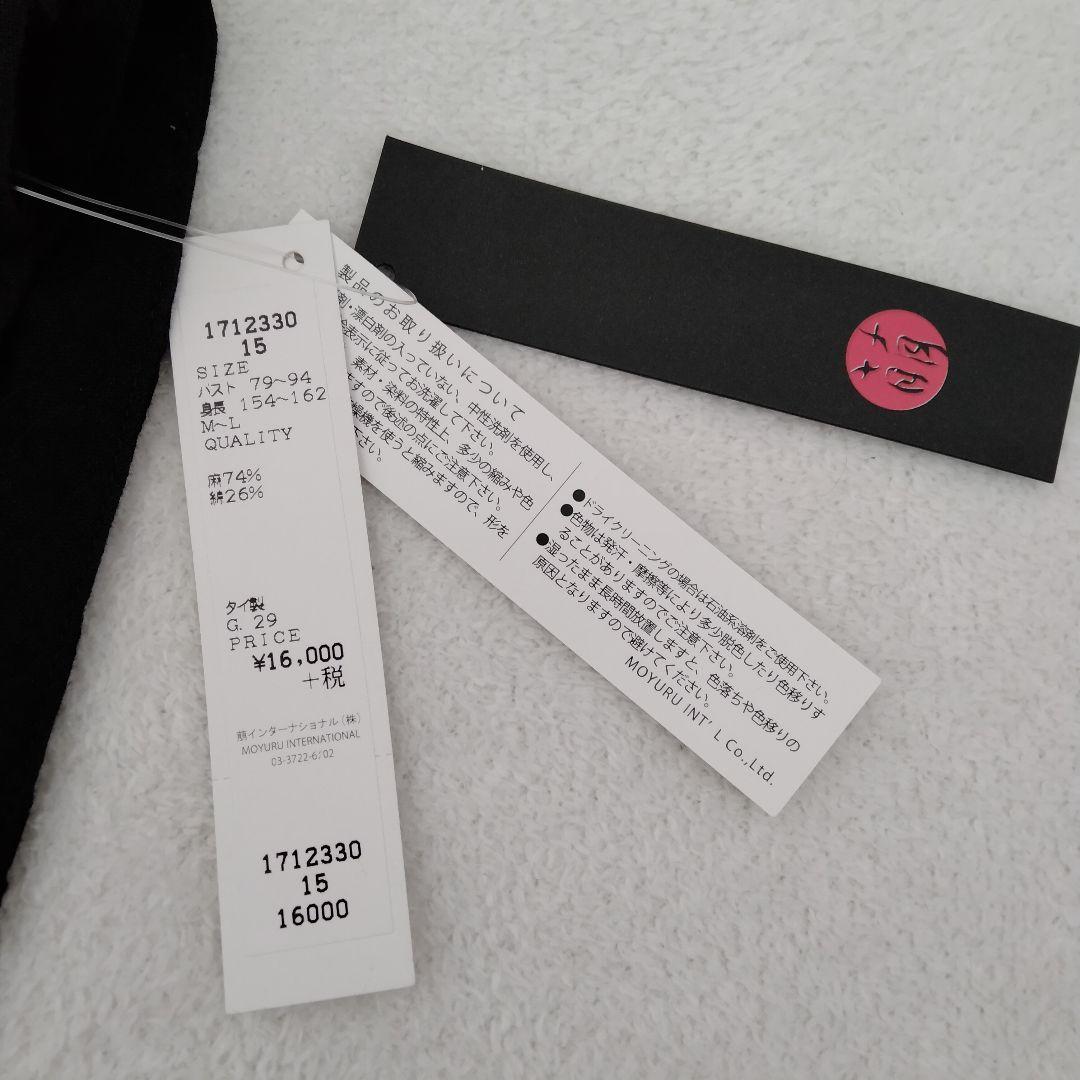 1712330
15
SIZE
バスト 79～94
身長 154～162
M～L
QUALITY
麻74%
綿26%
タイ製
G. 29
PRICE
¥16,000
+税
萠インターナショナル（株）
MOYURU INTERNATIONAL
03-3722-6702
1712330
15
16000
製品のお取り扱いについて
剤・漂白剤の入っていない、中性洗剤を使用し、
表示に従ってお洗濯して下さい。
素材・染料の特性上、多少の縮みや色
ますので後述の点にご注意下さい。
燥機を使うと縮みますので、形を
さい。
●ドライクリーニングの場合は石油系溶剤をご使用下さい。
●色物は発汗・摩擦等により多少脱色したり色移りす
ることがありますのでご注意下さい。
●湿ったまま長時間放置しますと、色落ちや色移りの
原因となりますので避けてください。
MOYURU INT'L Co.,Ltd.
萠